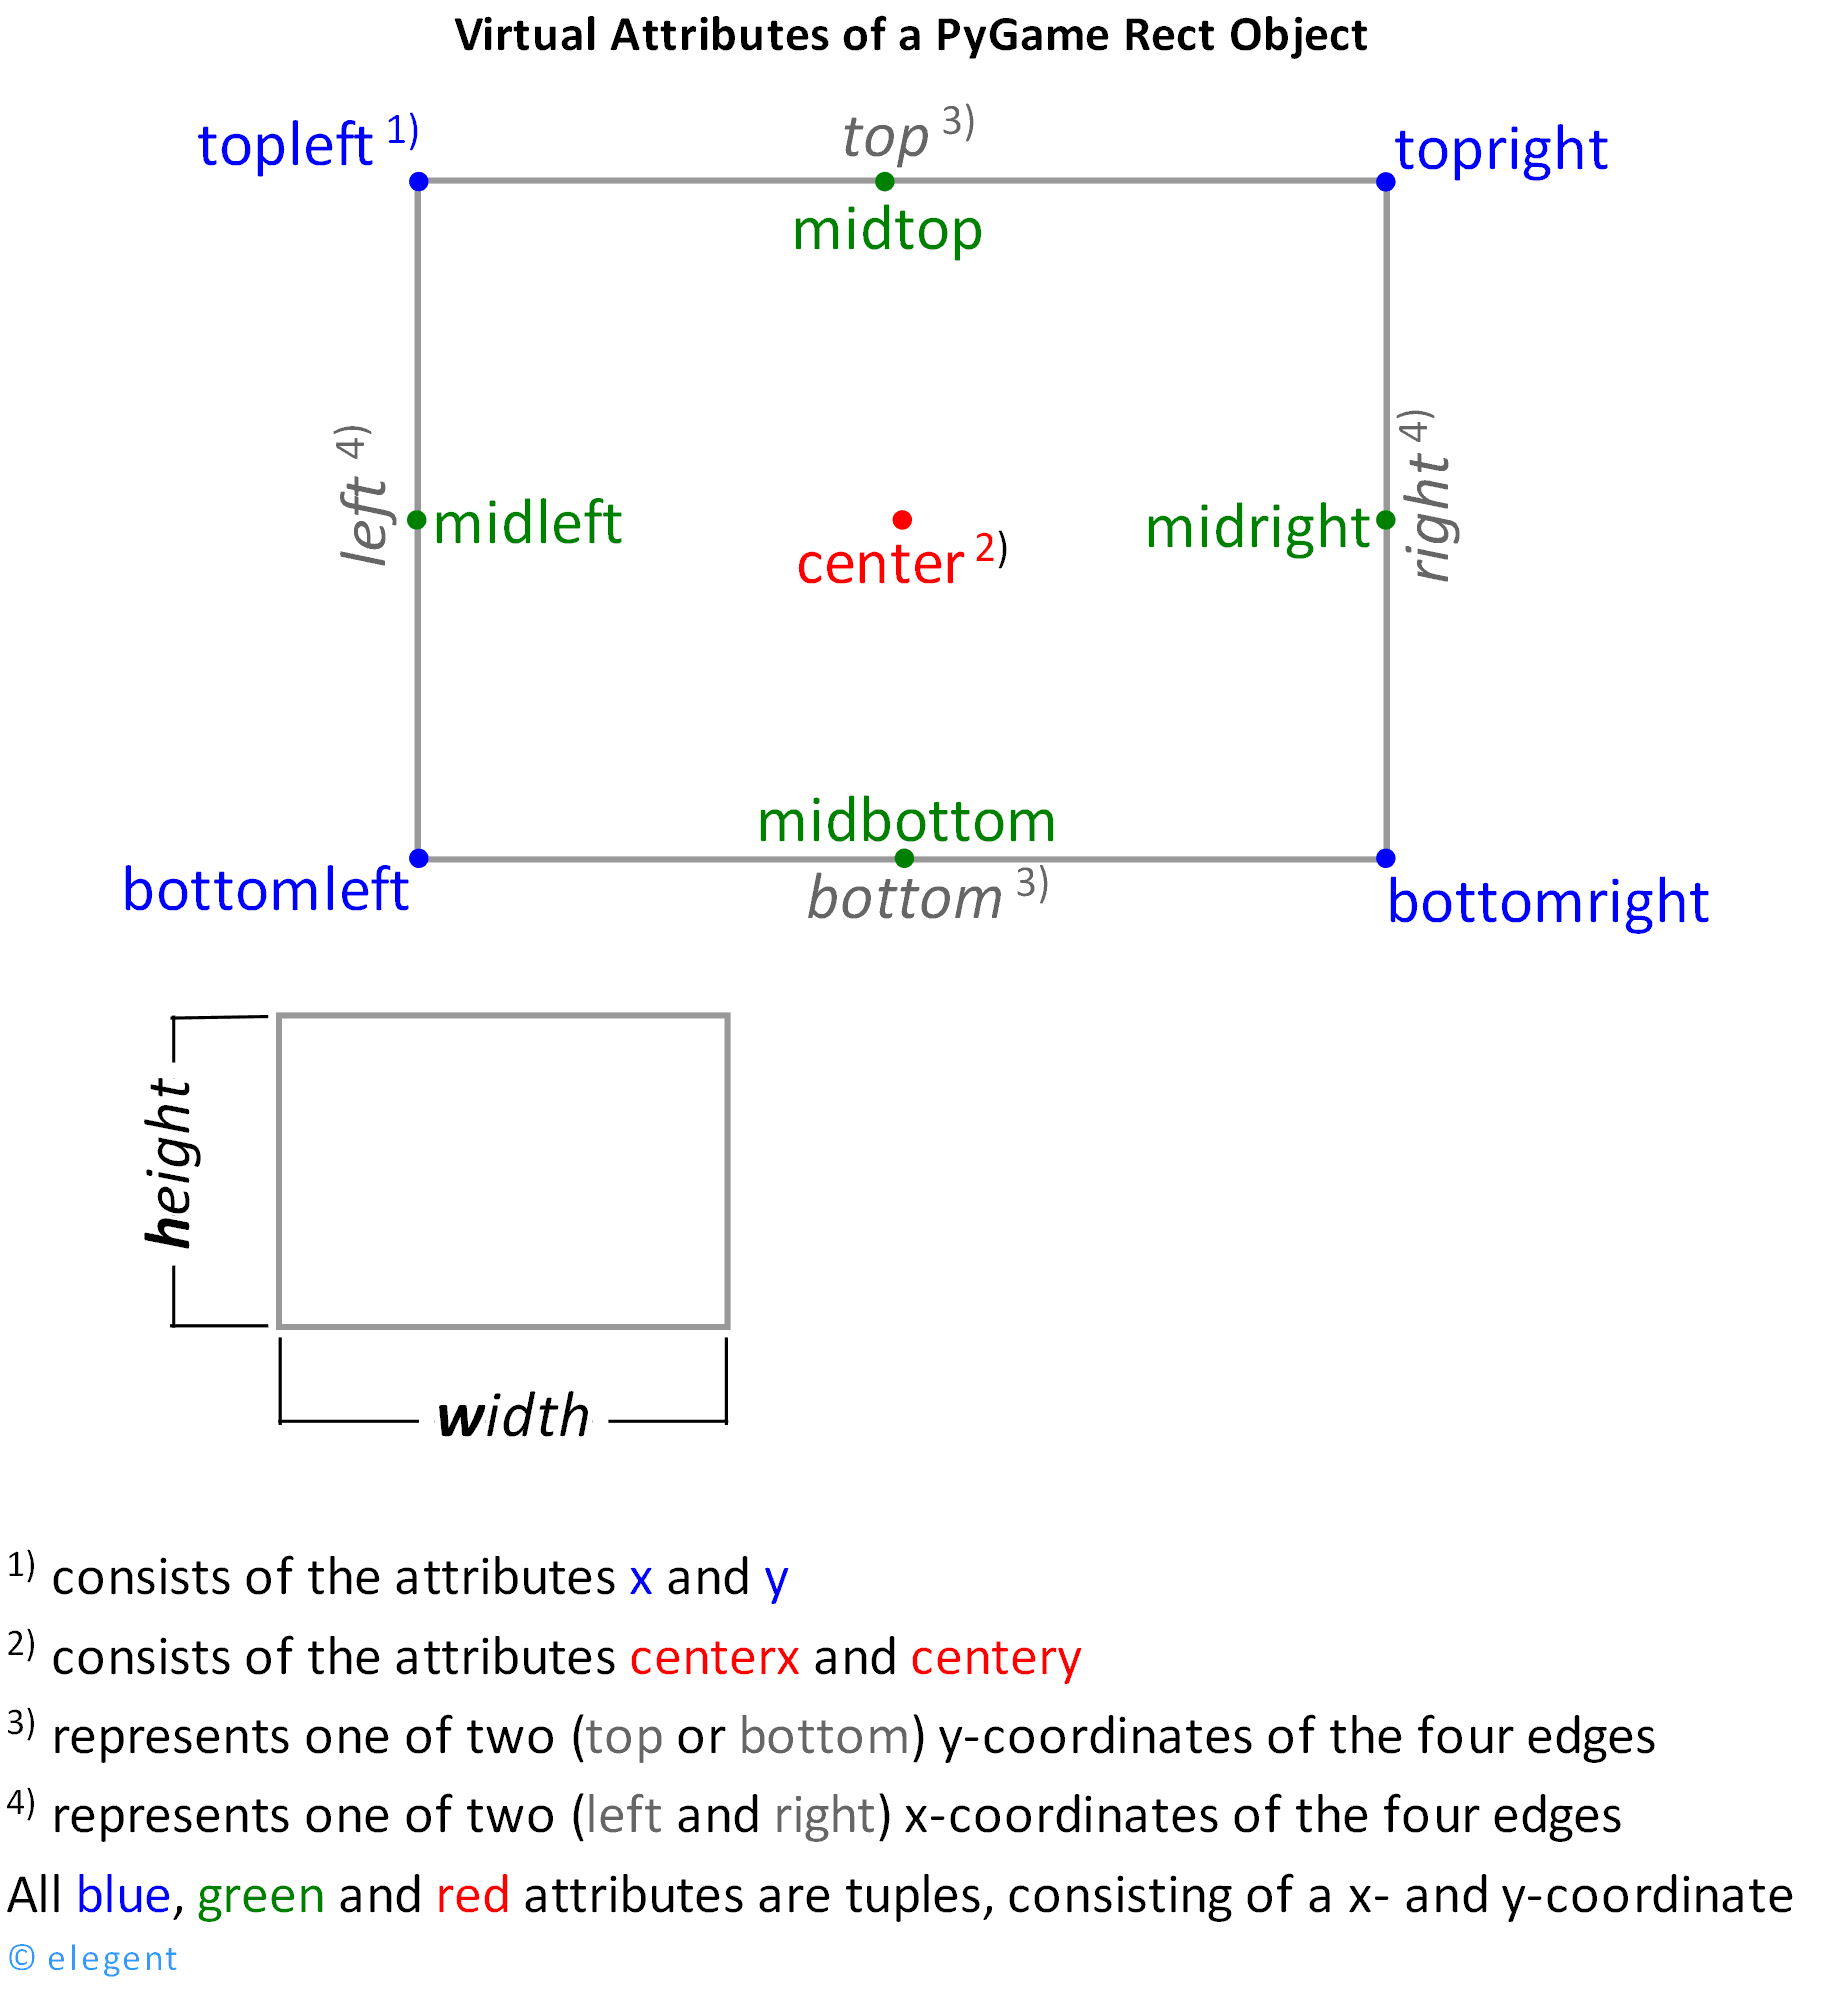 Virtual Attributes of a PyGame Rect Object
topleft 1)
top 3)
topright
midtop
left 4)
midleft
center 2)
midright
right 4)
midbottom
bottomleft
bottom 3)
bottomright
height
width
1) consists of the attributes x and y
2) consists of the attributes centerx and centery
3) represents one of two (top or bottom) y-coordinates of the four edges
4) represents one of two (left and right) x-coordinates of the four edges
All blue, green and red attributes are tuples, consisting of a x- and y-coordinate
© elegent